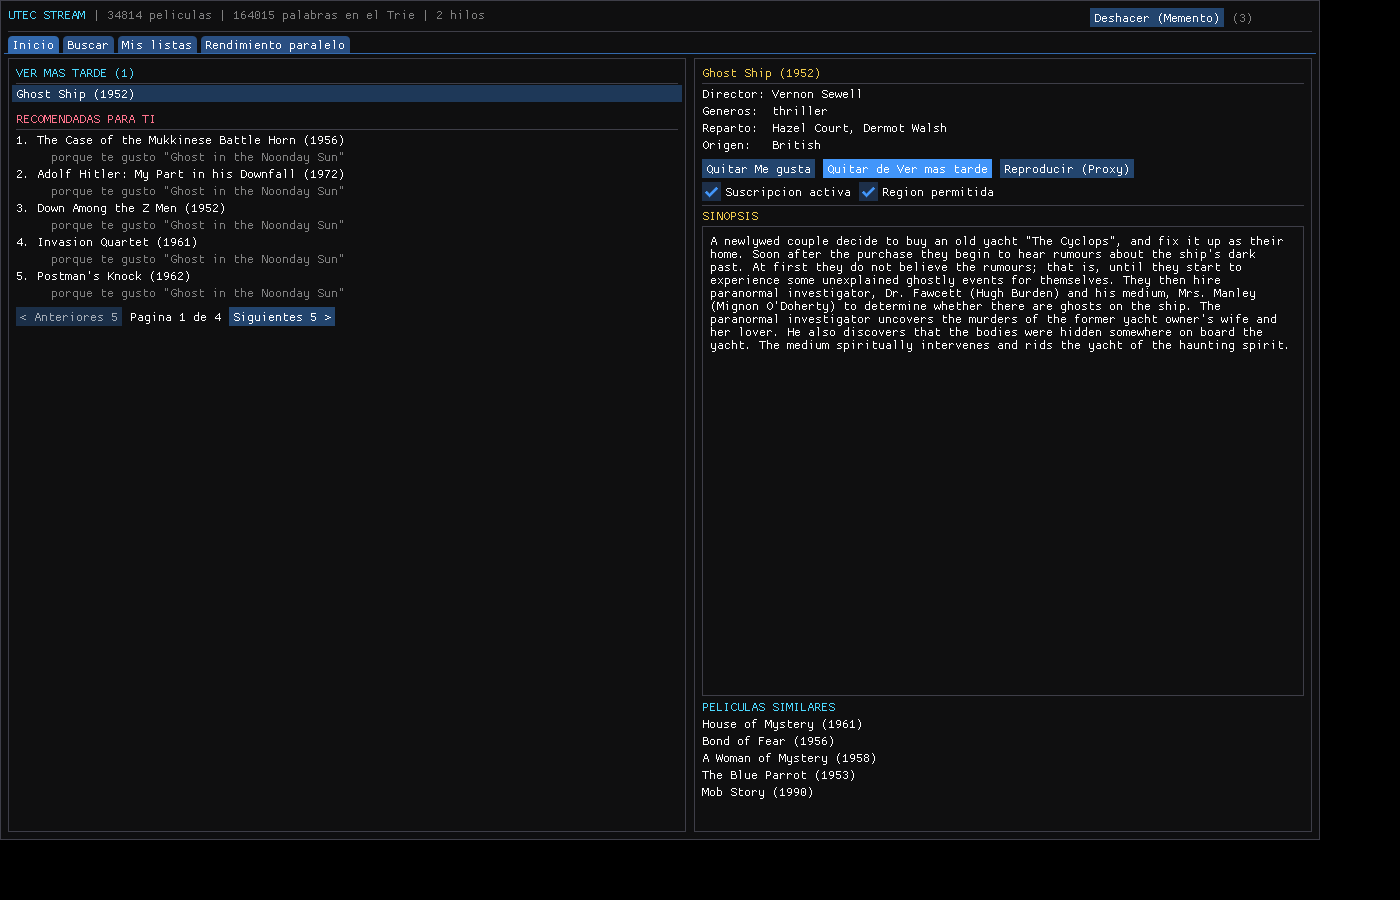 UTEC STREAM | 34814 peliculas | 164015 palabras en el Trie | 2 hilos
Deshacer (Memento) (3)
Inicio Buscar Mis listas Rendimiento paralelo
VER MAS TARDE (1)
Ghost Ship (1952)
RECOMENDADAS PARA TI
1. The Case of the Mukkinese Battle Horn (1956)
porque te gusto "Ghost in the Noonday Sun"
2. Adolf Hitler: My Part in his Downfall (1972)
porque te gusto "Ghost in the Noonday Sun"
3. Down Among the Z Men (1952)
porque te gusto "Ghost in the Noonday Sun"
4. Invasion Quartet (1961)
porque te gusto "Ghost in the Noonday Sun"
5. Postman's Knock (1962)
porque te gusto "Ghost in the Noonday Sun"
< Anteriores 5 Pagina 1 de 4 Siguientes 5 >
Ghost Ship (1952)
Director: Vernon Sewell
Generos: thriller
Reparto: Hazel Court, Dermot Walsh
Origen: British
Quitar Me gusta Quitar de Ver mas tarde Reproducir (Proxy)
Suscripcion activa Region permitida
SINOPSIS
A newlywed couple decide to buy an old yacht "The Cyclops", and fix it up as their
home. Soon after the purchase they begin to hear rumours about the ship's dark
past. At first they do not believe the rumours; that is, until they start to
experience some unexplained ghostly events for themselves. They then hire
paranormal investigator, Dr. Fawcett (Hugh Burden) and his medium, Mrs. Manley
(Mignon O'Doherty) to determine whether there are ghosts on the ship. The
paranormal investigator uncovers the murders of the former yacht owner's wife and
her lover. He also discovers that the bodies were hidden somewhere on board the
yacht. The medium spiritually intervenes and rids the yacht of the haunting spirit.
PELICULAS SIMILARES
House of Mystery (1961)
Bond of Fear (1956)
A Woman of Mystery (1958)
The Blue Parrot (1953)
Mob Story (1990)